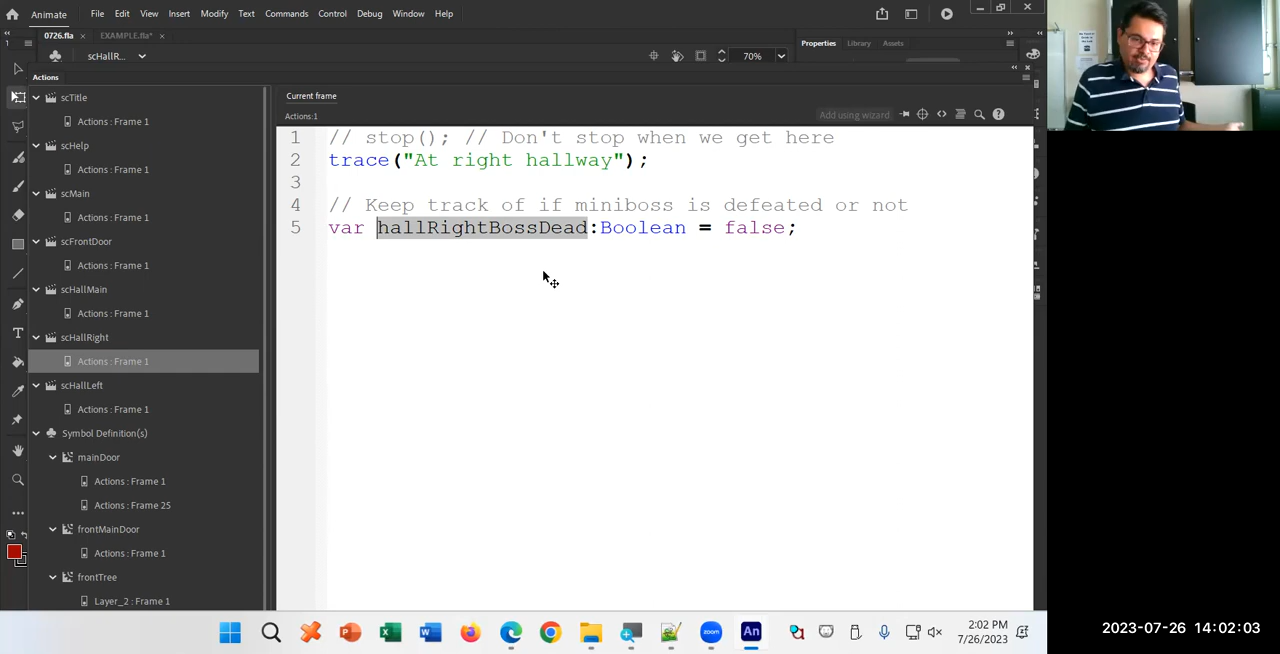 Animate
File Edit View Insert Modify Text Commands Control Debug Window Help
0726.fla × EXAMPLE.fla* ×
scHallR... 70%
Properties Library Assets
Actions
scTitle
Actions : Frame 1
scHelp
Actions : Frame 1
scMain
Actions : Frame 1
scFrontDoor
Actions : Frame 1
scHallMain
Actions : Frame 1
scHallRight
Actions : Frame 1
scHallLeft
Actions : Frame 1
Symbol Definition(s)
mainDoor
Actions : Frame 1
Actions : Frame 25
frontMainDoor
Actions : Frame 1
frontTree
Layer_2 : Frame 1
Current frame
Actions:1
Add using wizard
1 // stop(); // Don't stop when we get here
2 trace("At right hallway");
3
4 // Keep track of if miniboss is defeated or not
5 var hallRightBossDead:Boolean = false;
zoom
An
2:02 PM
7/26/2023
2023-07-26 14:02:03